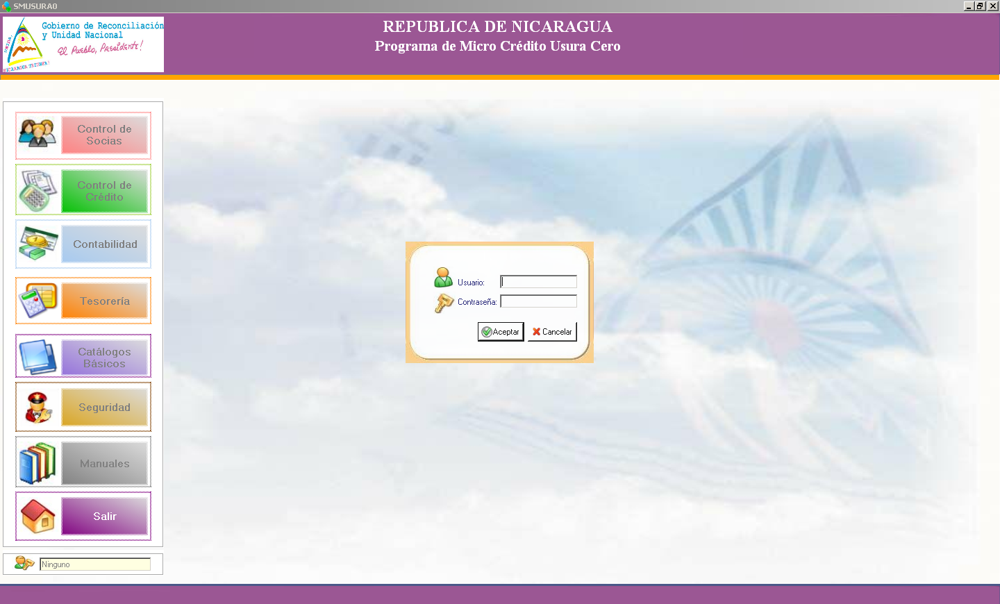 SMUSURA0
Gobierno de Reconciliación
y Unidad Nacional
El Pueblo, Presidente!
UNIDA,
NICARAGUA TRIUNFA!
REPUBLICA DE NICARAGUA
Programa de Micro Crédito Usura Cero
Control de
Socias
Control de
Crédito
Contabilidad
Tesorería
Catálogos
Básicos
Seguridad
Manuales
Salir
Ninguno
Usuario:
Contraseña:
Aceptar
Cancelar